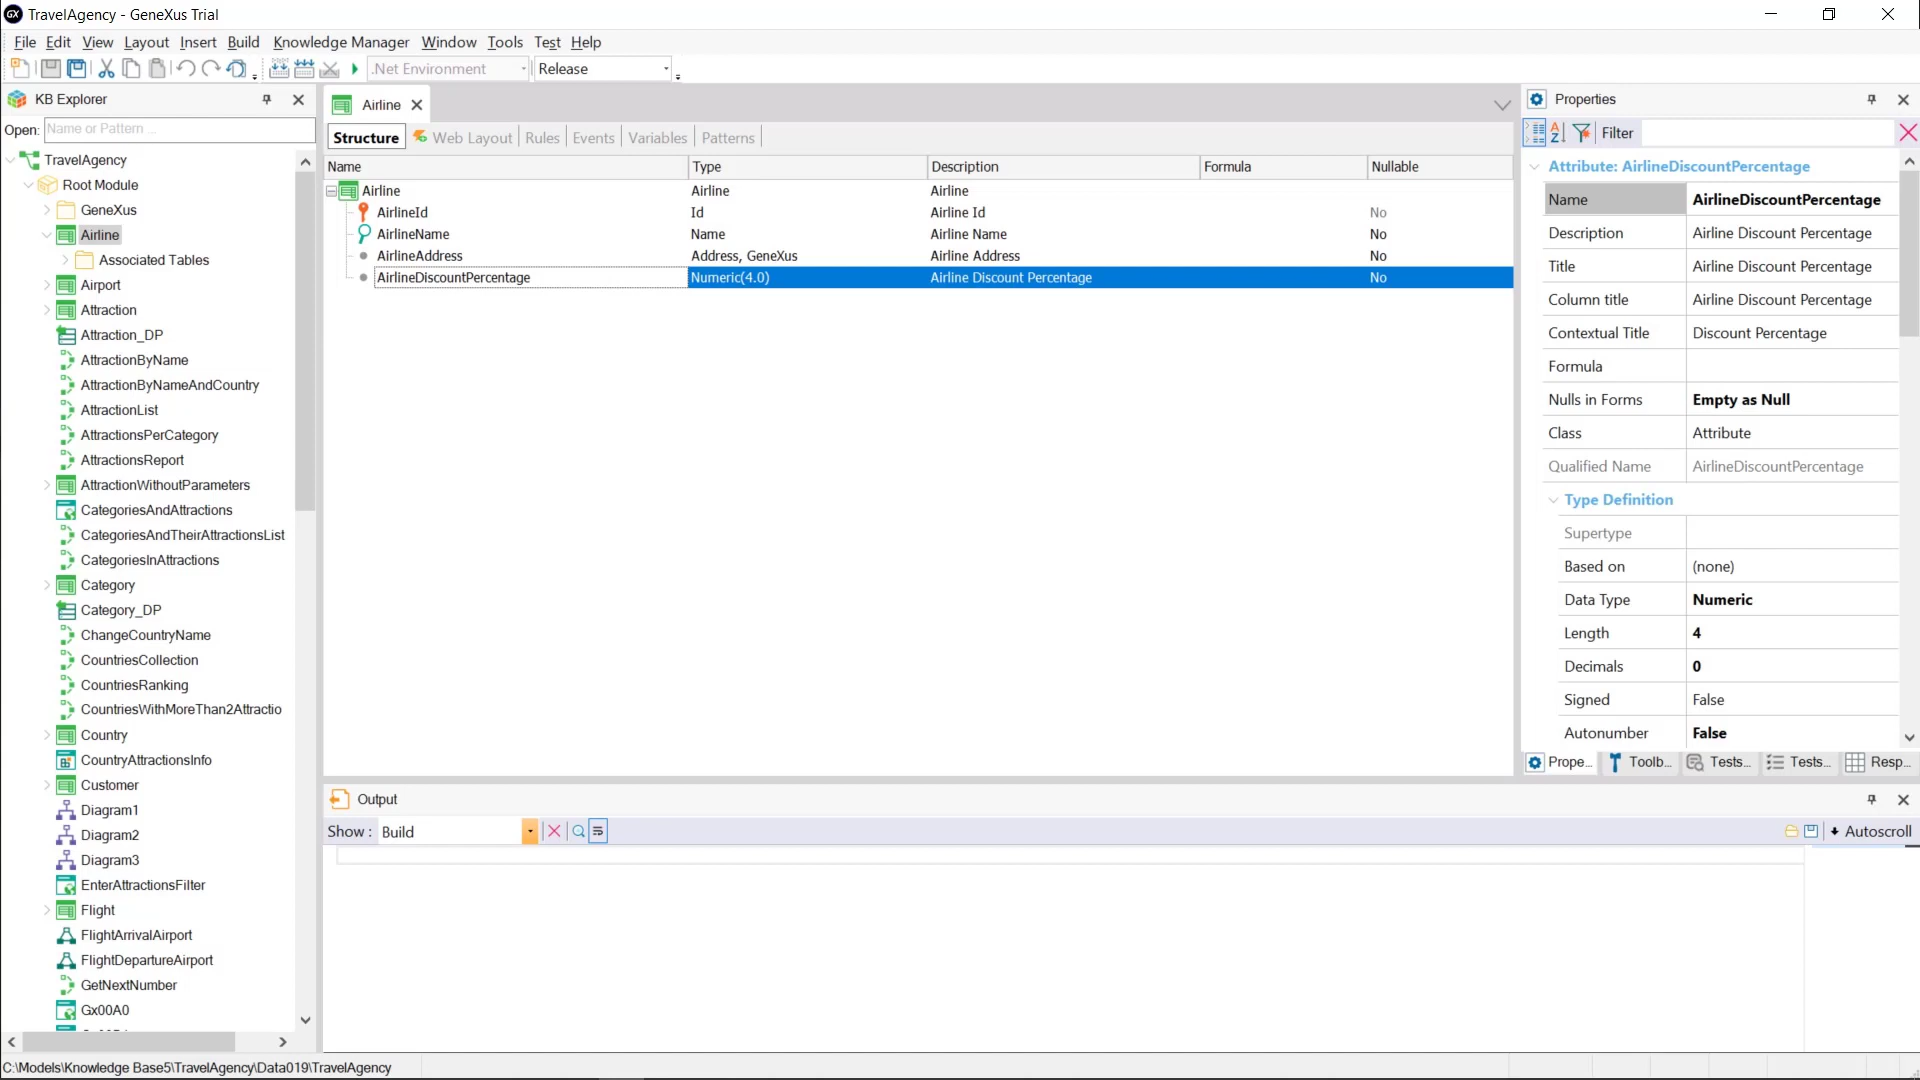 TravelAgency - GeneXus Trial
File Edit View Layout Insert Build Knowledge Manager Window Tools Test Help
.Net Environment Release
KB Explorer
Open: Name or Pattern ...
TravelAgency
Root Module
GeneXus
Airline
Associated Tables
Airport
Attraction
Attraction_DP
AttractionByName
AttractionByNameAndCountry
AttractionList
AttractionsPerCategory
AttractionsReport
AttractionWithoutParameters
CategoriesAndAttractions
CategoriesAndTheirAttractionsList
CategoriesInAttractions
Category
Category_DP
ChangeCountryName
CountriesCollection
CountriesRanking
CountriesWithMoreThan2Attractio
Country
CountryAttractionsInfo
Customer
Diagram1
Diagram2
Diagram3
EnterAttractionsFilter
Flight
FlightArrivalAirport
FlightDepartureAirport
GetNextNumber
Gx00A0
Airline
Structure Web Layout Rules Events Variables Patterns
Name Type Description Formula Nullable
Airline Airline Airline
AirlineId Id Airline Id No
AirlineName Name Airline Name No
AirlineAddress Address, GeneXus Airline Address No
AirlineDiscountPercentage Numeric(4.0) Airline Discount Percentage No
Output
Show : Build
Autoscroll
Properties
Filter
Attribute: AirlineDiscountPercentage
Name AirlineDiscountPercentage
Description Airline Discount Percentage
Title Airline Discount Percentage
Column title Airline Discount Percentage
Contextual Title Discount Percentage
Formula
Nulls in Forms Empty as Null
Class Attribute
Qualified Name AirlineDiscountPercentage
Type Definition
Supertype
Based on (none)
Data Type Numeric
Length 4
Decimals 0
Signed False
Autonumber False
Prope... Toolb... Tests... Tests... Resp...
C:\Models\Knowledge Base5\TravelAgency\Data019\TravelAgency